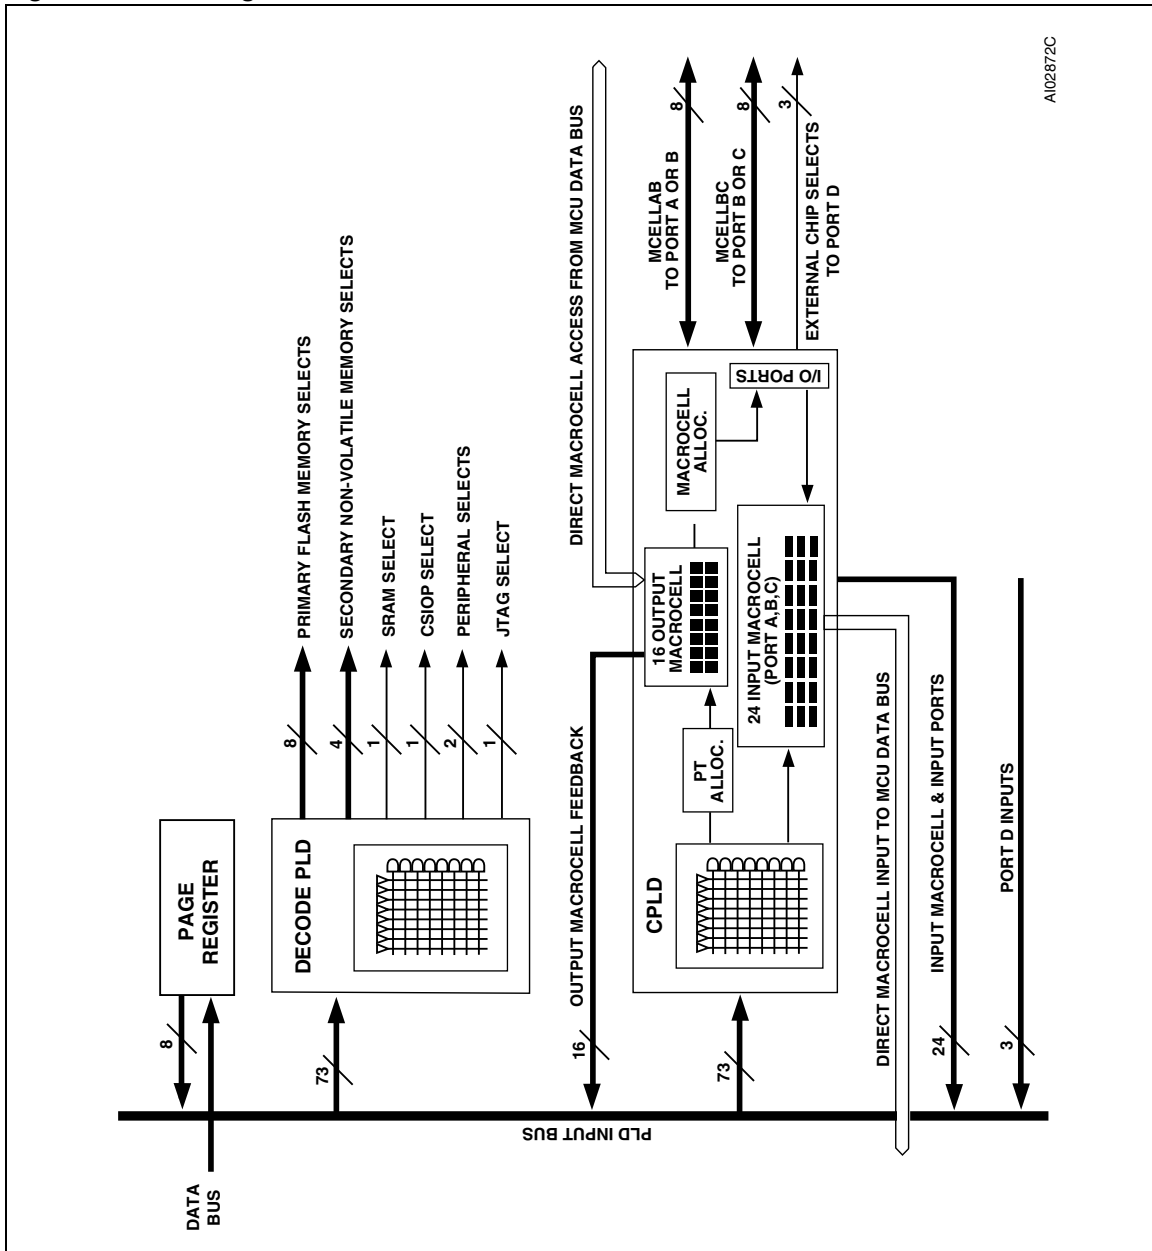 AI02872C
DATA
BUS
8
PAGE
REGISTER
73
DECODE PLD
8
PRIMARY FLASH MEMORY SELECTS
4
SECONDARY NON-VOLATILE MEMORY SELECTS
1
SRAM SELECT
1
CSIOP SELECT
2
PERIPHERAL SELECTS
1
JTAG SELECT
PLD INPUT BUS
16
OUTPUT MACROCELL FEEDBACK
DIRECT MACROCELL ACCESS FROM MCU DATA BUS
73
CPLD
PT
ALLOC.
16 OUTPUT
MACROCELL
MACROCELL
ALLOC.
I/O PORTS
24 INPUT MACROCELL
(PORT A,B,C)
MCELLAB
TO PORT A OR B
8
MCELLBC
TO PORT B OR C
8
EXTERNAL CHIP SELECTS
TO PORT D
3
DIRECT MACROCELL INPUT TO MCU DATA BUS
24
INPUT MACROCELL & INPUT PORTS
3
PORT D INPUTS